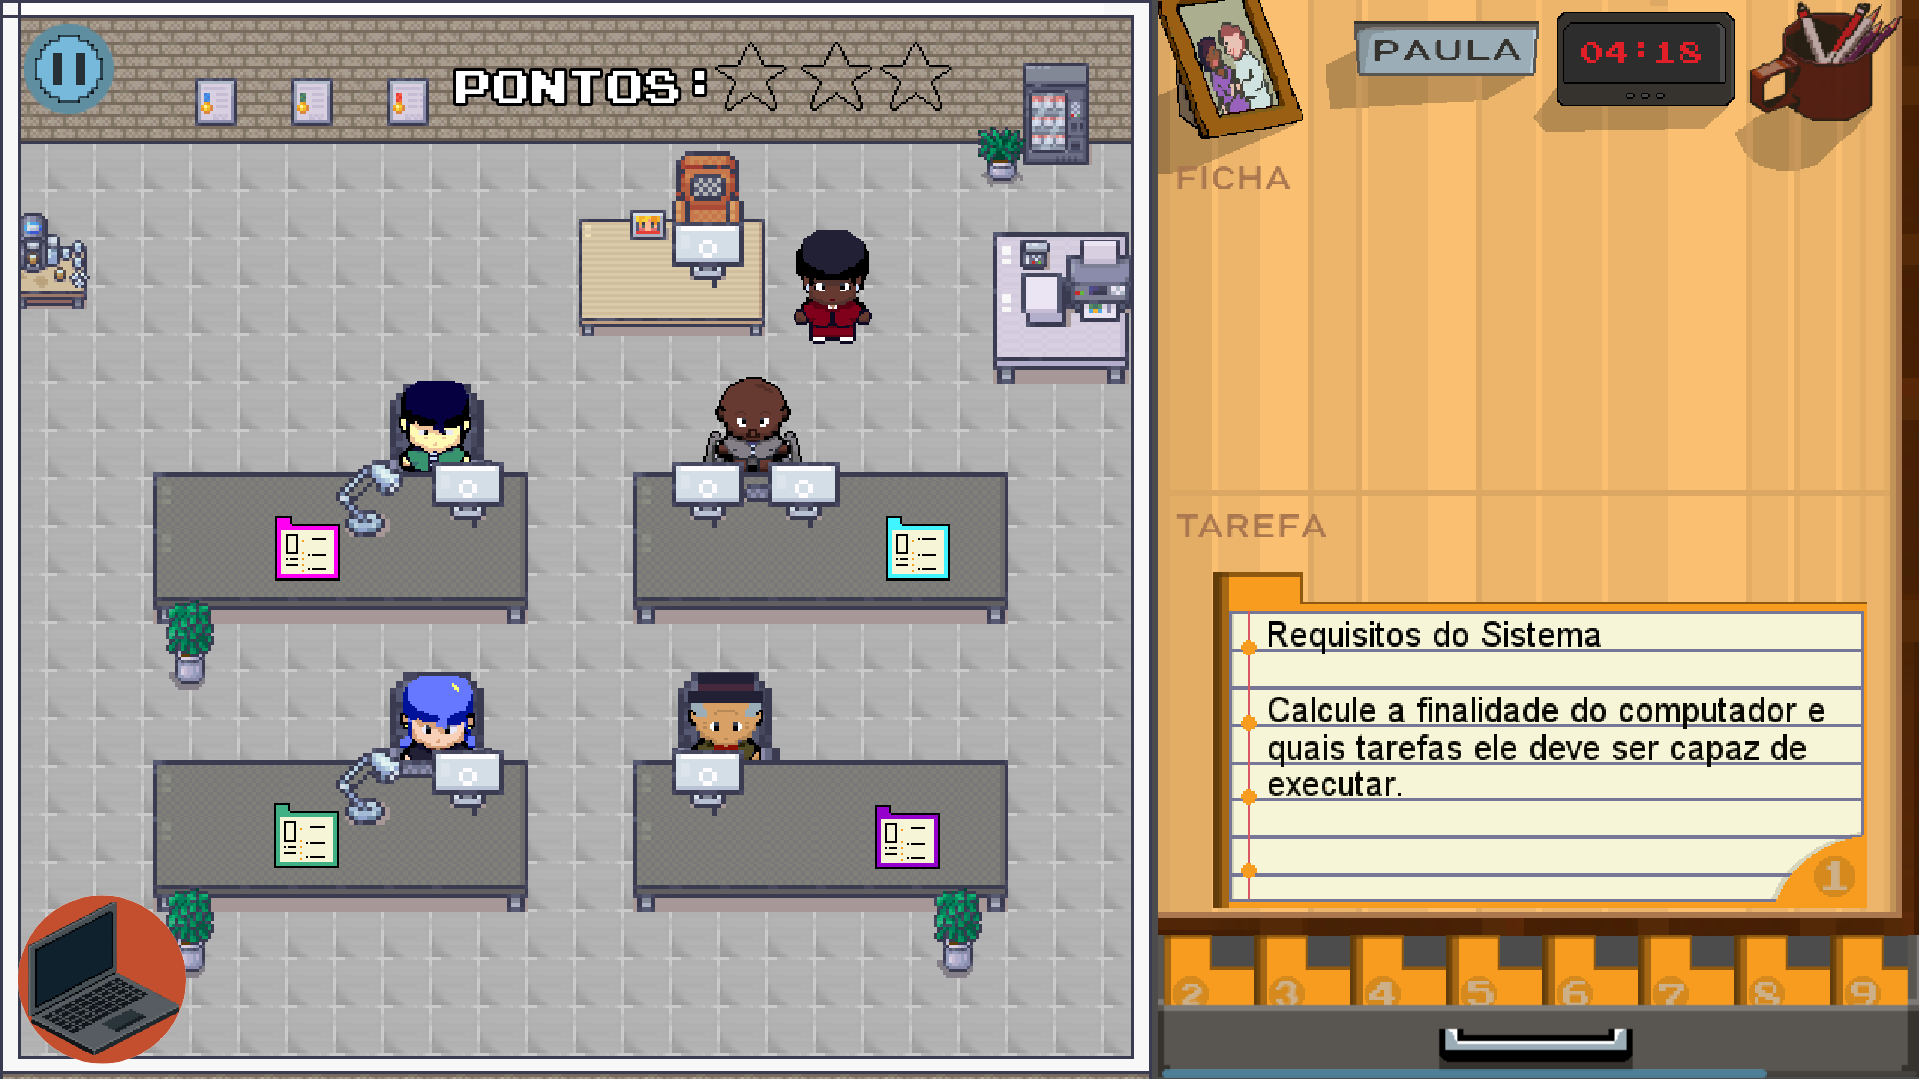 PONTOS:
PAULA
04:18
FICHA
TAREFA
Requisitos do Sistema
Calcule a finalidade do computador e
quais tarefas ele deve ser capaz de
executar.
1
2 3 4 5 6 7 8 9